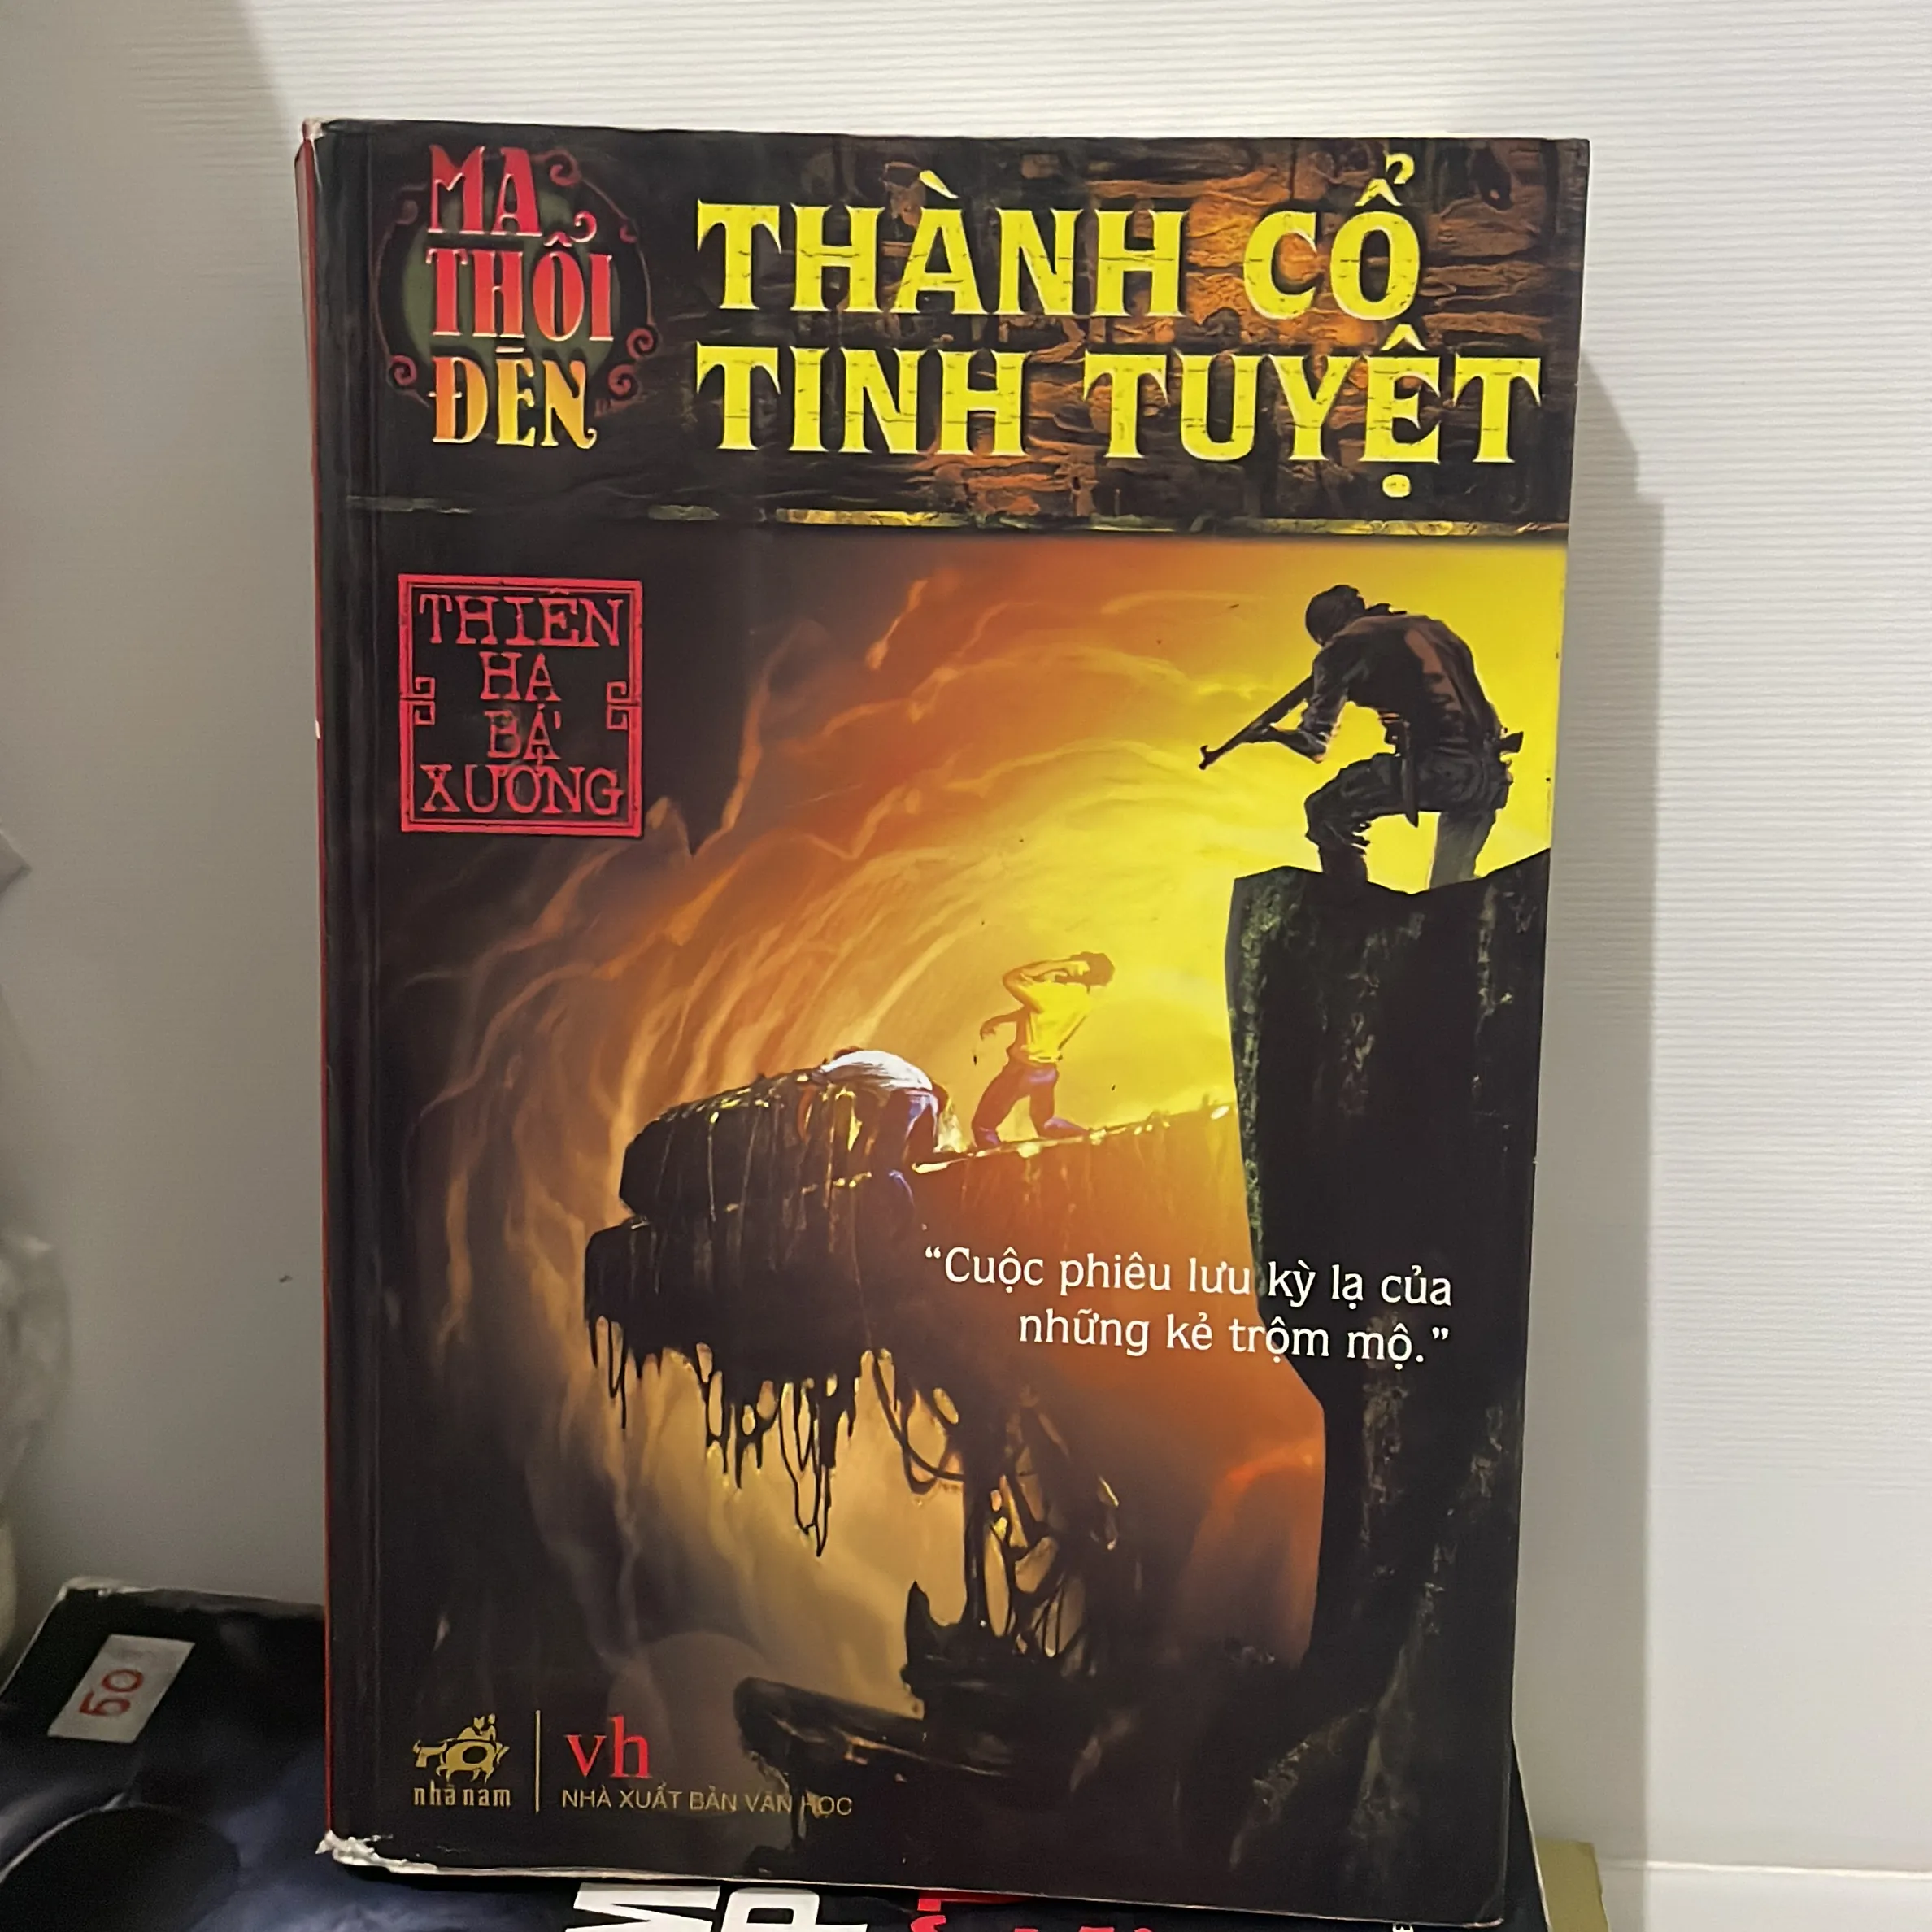 MA
THỔI
ĐÈN
THÀNH CỔ
TINH TUYỆT
THIÊN
HẠ
BÁ
XƯỚNG
“Cuộc phiêu lưu kỳ lạ của
những kẻ trộm mộ.”
nhã nam
vh
NHÀ XUẤT BẢN VĂN HỌC
50